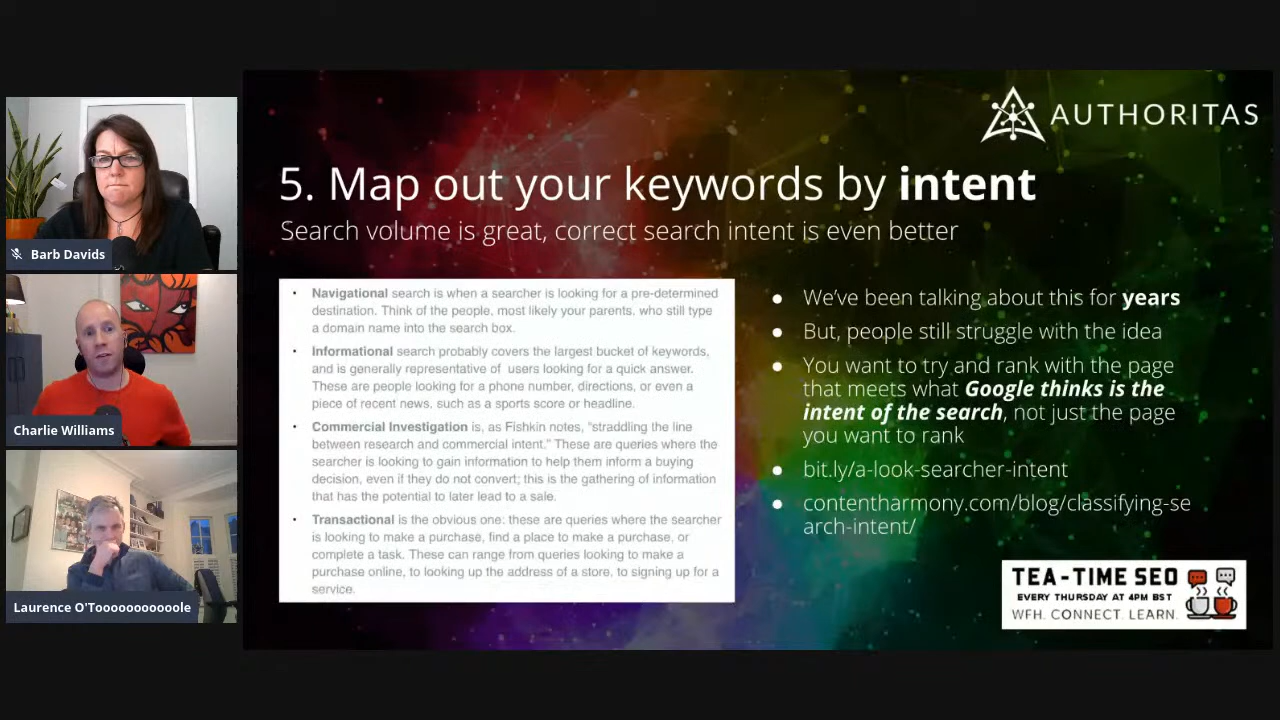 AUTHORITAS
5. Map out your keywords by intent
Search volume is great, correct search intent is even better
• Navigational search is when a searcher is looking for a pre-determined
destination. Think of the people, most likely your parents, who still type
a domain name into the search box.
• Informational search probably covers the largest bucket of keywords,
and is generally representative of users looking for a quick answer.
These are people looking for a phone number, directions, or even a
piece of recent news, such as a sports score or headline.
• Commercial Investigation is, as Fishkin notes, “straddling the line
between research and commercial intent.” These are queries where the
searcher is looking to gain information to help them inform a buying
decision, even if they do not convert; this is the gathering of information
that has the potential to later lead to a sale.
• Transactional is the obvious one: these are queries where the searcher
is looking to make a purchase, find a place to make a purchase, or
complete a task. These can range from queries looking to make a
purchase online, to looking up the address of a store, to signing up for a
service.
● We’ve been talking about this for years
● But, people still struggle with the idea
● You want to try and rank with the page
that meets what Google thinks is the
intent of the search, not just the page
you want to rank
● bit.ly/a-look-searcher-intent
● contentharmony.com/blog/classifying-se
arch-intent/
TEA-TIME SEO
EVERY THURSDAY AT 4PM BST
WFH. CONNECT. LEARN.
Barb Davids
Charlie Williams
Laurence O'Tooooooooooole